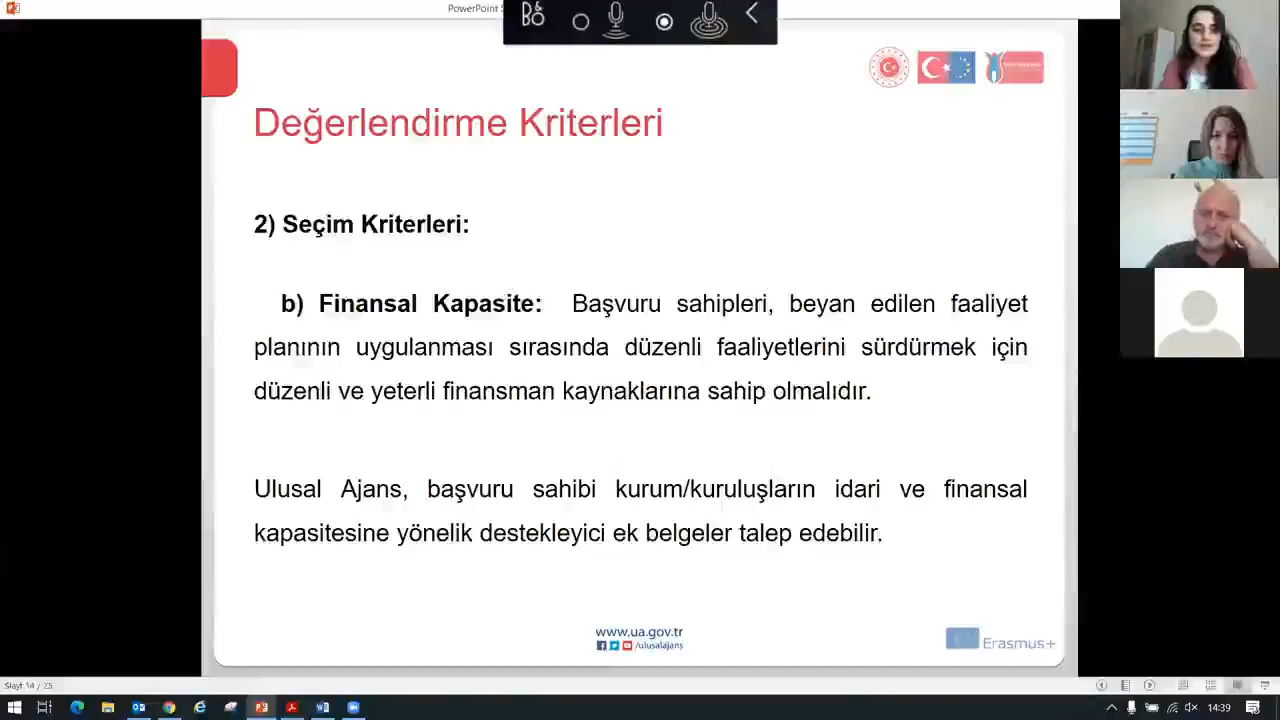 PowerPoint
Değerlendirme Kriterleri
2) Seçim Kriterleri:
b) Finansal Kapasite: Başvuru sahipleri, beyan edilen faaliyet
planının uygulanması sırasında düzenli faaliyetlerini sürdürmek için
düzenli ve yeterli finansman kaynaklarına sahip olmalıdır.
Ulusal Ajans, başvuru sahibi kurum/kuruluşların idari ve finansal
kapasitesine yönelik destekleyici ek belgeler talep edebilir.
www.ua.gov.tr
/ulusalajans
Erasmus+
14:39